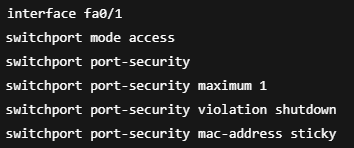 interface fa0/1
switchport mode access
switchport port-security
switchport port-security maximum 1
switchport port-security violation shutdown
switchport port-security mac-address sticky